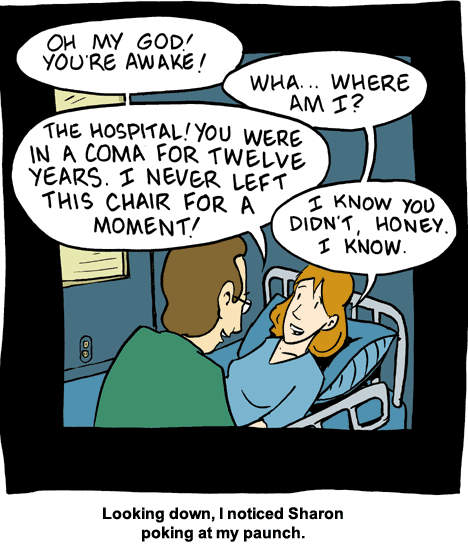 OH MY GOD!
YOU'RE AWAKE!
WHA... WHERE
AM I?
THE HOSPITAL! YOU WERE
IN A COMA FOR TWELVE
YEARS. I NEVER LEFT
THIS CHAIR FOR A
MOMENT!
I KNOW YOU
DIDN'T, HONEY.
I KNOW.
Looking down, I noticed Sharon
poking at my paunch.